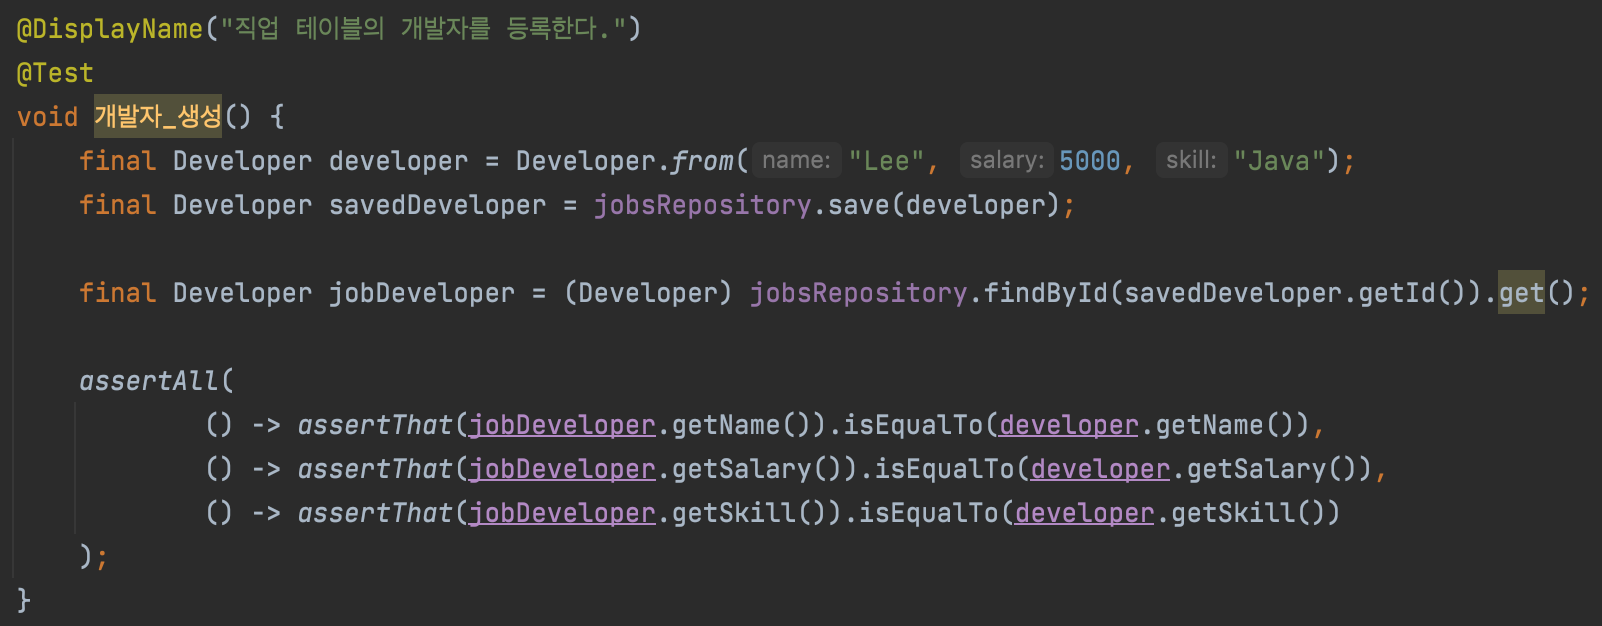 @DisplayName("직업 테이블의 개발자를 등록한다.")
@Test
void 개발자_생성() {
final Developer developer = Developer.from( name: "Lee", salary: 5000, skill: "Java");
final Developer savedDeveloper = jobsRepository.save(developer);
final Developer jobDeveloper = (Developer) jobsRepository.findById(savedDeveloper.getId()).get();
assertAll(
() -> assertThat(jobDeveloper.getName()).isEqualTo(developer.getName()),
() -> assertThat(jobDeveloper.getSalary()).isEqualTo(developer.getSalary()),
() -> assertThat(jobDeveloper.getSkill()).isEqualTo(developer.getSkill())
);
}